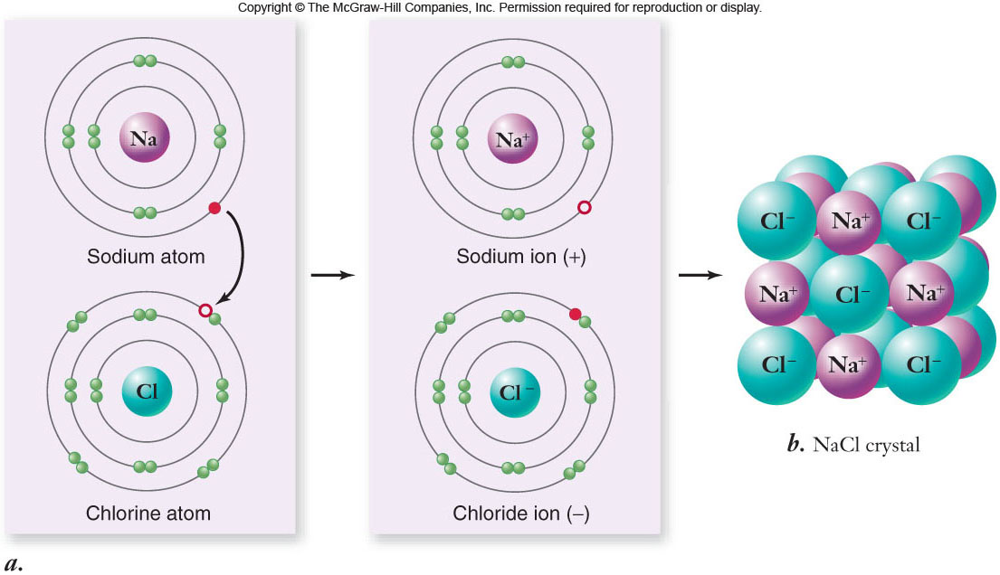 Copyright © The McGraw-Hill Companies, Inc. Permission required for reproduction or display.
Na
Sodium atom
Cl
Chlorine atom
Na⁺
Sodium ion (+)
Cl⁻
Chloride ion (–)
a.
Cl⁻ Na⁺ Cl⁻
Na⁺ Cl⁻ Na⁺
Cl⁻ Na⁺ Cl⁻
b. NaCl crystal